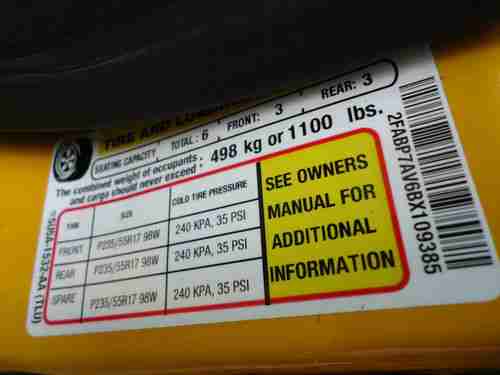 TIRE AND
SEATING CAPACITY TOTAL: 6 FRONT: 3 REAR: 3
The combined weight of occupants
and cargo should never exceed 498 kg or 1100 lbs.
TIRE SIZE COLD TIRE PRESSURE
FRONT P235/55R17 98W 240 KPA, 35 PSI
REAR P235/55R17 98W 240 KPA, 35 PSI
SPARE P235/55R17 98W 240 KPA, 35 PSI
SEE OWNERS
MANUAL FOR
ADDITIONAL
INFORMATION
2FABP7AV6BX109385